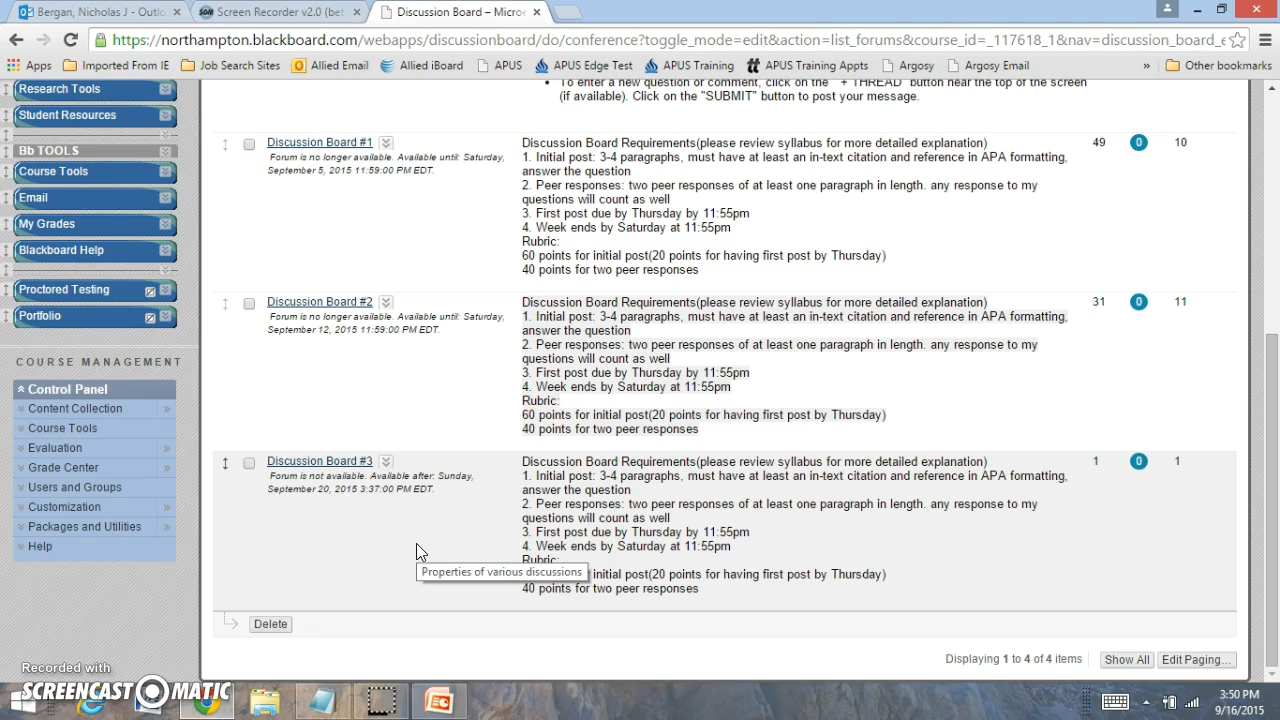 Bergan, Nicholas J - Outlo
Screen Recorder v2.0 (bet
Discussion Board – Micro
https://northampton.blackboard.com/webapps/discussionboard/do/conference?toggle_mode=edit&action=list_forums&course_id=_117618_1&nav=discussion_board_e
Apps Imported From IE Job Search Sites Allied Email Allied iBoard APUS APUS Edge Test APUS Training APUS Training Appts Argosy Argosy Email » Other bookmarks
Research Tools
Student Resources
Bb TOOLS
Course Tools
Email
My Grades
Blackboard Help
Proctored Testing
Portfolio
COURSE MANAGEMENT
Control Panel
Content Collection
Course Tools
Evaluation
Grade Center
Users and Groups
Customization
Packages and Utilities
Help
• To enter a new question or comment, click on the "+ THREAD" button near the top of the screen
(if available). Click on the "SUBMIT" button to post your message.
Discussion Board #1
Forum is no longer available. Available until: Saturday,
September 5, 2015 11:59:00 PM EDT.
Discussion Board Requirements(please review syllabus for more detailed explanation)
1. Initial post: 3-4 paragraphs, must have at least an in-text citation and reference in APA formatting,
answer the question
2. Peer responses: two peer responses of at least one paragraph in length. any response to my
questions will count as well
3. First post due by Thursday by 11:55pm
4. Week ends by Saturday at 11:55pm
Rubric:
60 points for initial post(20 points for having first post by Thursday)
40 points for two peer responses
49 0 10
Discussion Board #2
Forum is no longer available. Available until: Saturday,
September 12, 2015 11:59:00 PM EDT.
Discussion Board Requirements(please review syllabus for more detailed explanation)
1. Initial post: 3-4 paragraphs, must have at least an in-text citation and reference in APA formatting,
answer the question
2. Peer responses: two peer responses of at least one paragraph in length. any response to my
questions will count as well
3. First post due by Thursday by 11:55pm
4. Week ends by Saturday at 11:55pm
Rubric:
60 points for initial post(20 points for having first post by Thursday)
40 points for two peer responses
31 0 11
Discussion Board #3
Forum is not available. Available after: Sunday,
September 20, 2015 3:37:00 PM EDT.
Discussion Board Requirements(please review syllabus for more detailed explanation)
1. Initial post: 3-4 paragraphs, must have at least an in-text citation and reference in APA formatting,
answer the question
2. Peer responses: two peer responses of at least one paragraph in length. any response to my
questions will count as well
3. First post due by Thursday by 11:55pm
4. Week ends by Saturday at 11:55pm
Rubric:
initial post(20 points for having first post by Thursday)
40 points for two peer responses
1 0 1
Properties of various discussions
Delete
Displaying 1 to 4 of 4 items Show All Edit Paging...
Recorded with
SCREENCAST MATIC
3:50 PM
9/16/2015